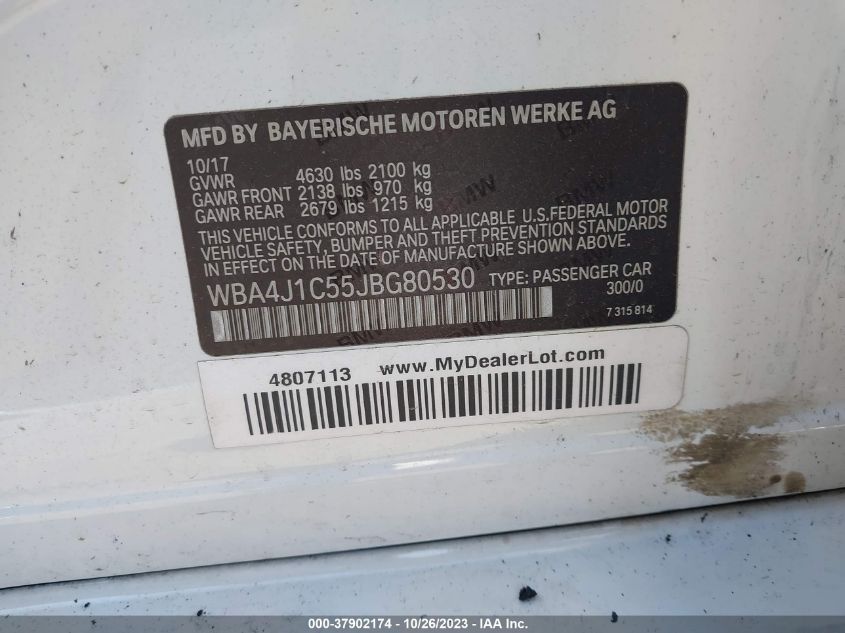 MFD BY BAYERISCHE MOTOREN WERKE AG
10/17
GVWR 4630 lbs 2100 kg
GAWR FRONT 2138 lbs 970 kg
GAWR REAR 2679 lbs 1215 kg
THIS VEHICLE CONFORMS TO ALL APPLICABLE U.S.FEDERAL MOTOR
VEHICLE SAFETY, BUMPER AND THEFT PREVENTION STANDARDS
IN EFFECT ON THE DATE OF MANUFACTURE SHOWN ABOVE.
WBA4J1C55JBG80530 TYPE: PASSENGER CAR
300/0
7 315 814
4807113 www.MyDealerLot.com
000-37902174 - 10/26/2023 - IAA Inc.